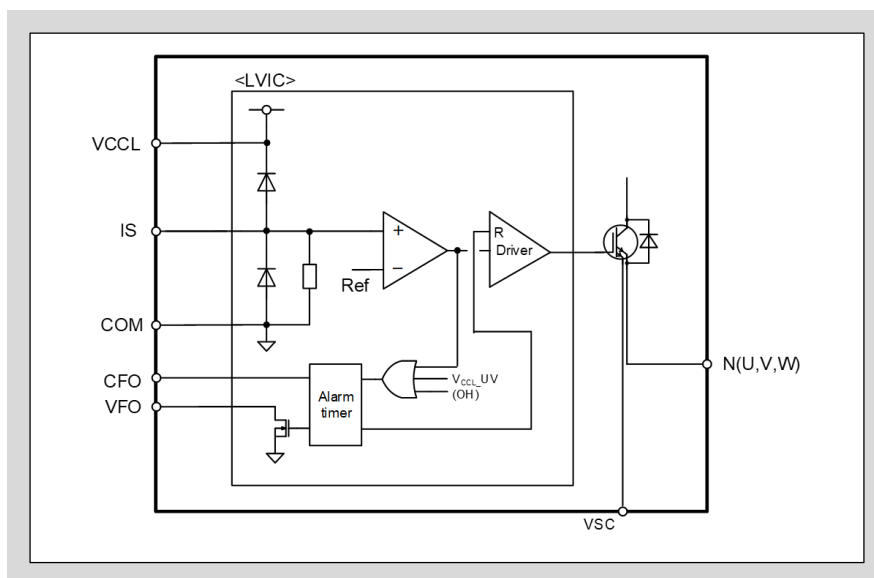 <LVIC>
VCCL
IS
+
−
Ref
R
Driver
COM
N(U,V,W)
CFO
VFO
Alarm
timer
VCCL_UV
(OH)
VSC